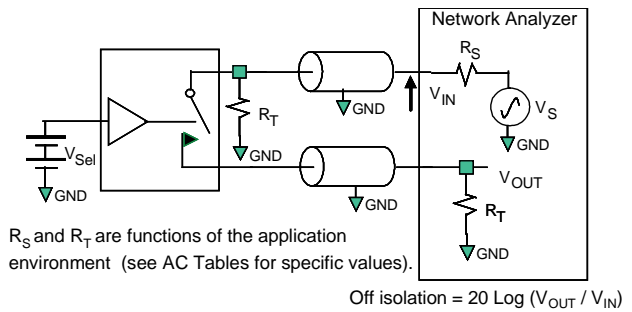 Network Analyzer
RS
VIN
VS
GND
RT
GND
GND
VSel
GND
GND
VOUT
RT
GND
GND
RS and RT are functions of the application
environment (see AC Tables for specific values).
Off isolation = 20 Log (VOUT / VIN)